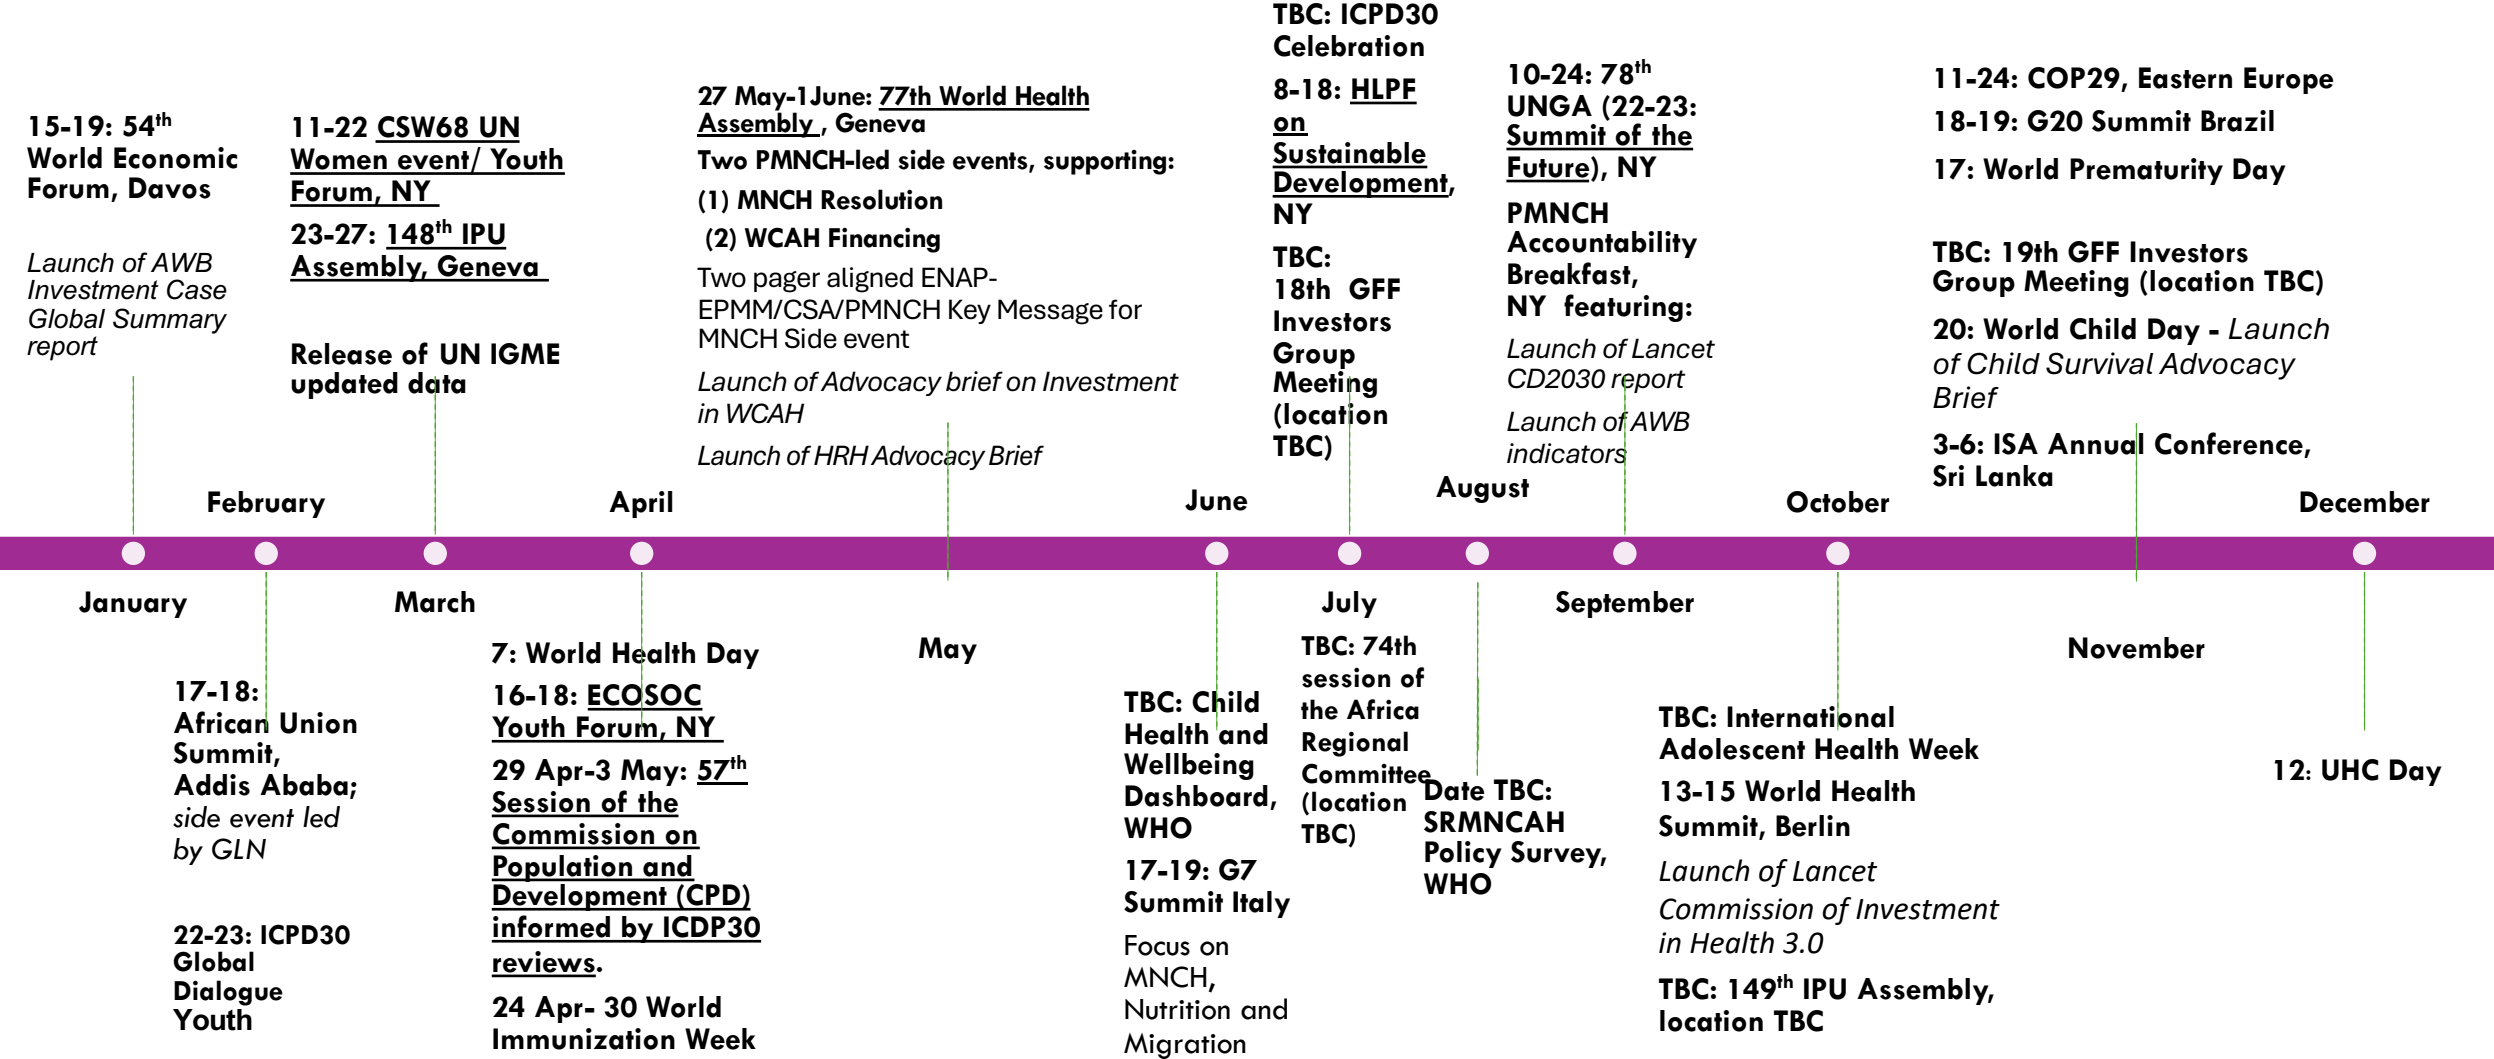 15-19: 54th
World Economic
Forum, Davos
Launch of AWB
Investment Case
Global Summary
report
11-22 CSW68 UN
Women event/ Youth
Forum, NY
23-27: 148th IPU
Assembly, Geneva
Release of UN IGME
updated data
27 May-1June: 77th World Health
Assembly , Geneva
Two PMNCH-led side events, supporting:
(1) MNCH Resolution
(2) WCAH Financing
Two pager aligned ENAP-
EPMM/CSA/PMNCH Key Message for
MNCH Side event
Launch of Advocacy brief on Investment
in WCAH
Launch of HRH Advocacy Brief
TBC: ICPD30
Celebration
8-18: HLPF
on
Sustainable
Development,
NY
TBC:
18th GFF
Investors
Group
Meeting
(location
TBC)
10-24: 78th
UNGA (22-23:
Summit of the
Future), NY
PMNCH
Accountability
Breakfast,
NY featuring:
Launch of Lancet
CD2030 report
Launch of AWB
indicators
11-24: COP29, Eastern Europe
18-19: G20 Summit Brazil
17: World Prematurity Day
TBC: 19th GFF Investors
Group Meeting (location TBC)
20: World Child Day - Launch
of Child Survival Advocacy
Brief
3-6: ISA Annual Conference,
Sri Lanka
February
April
June
August
October
December
January
March
May
July
September
November
17-18:
African Union
Summit,
Addis Ababa;
side event led
by GLN
22-23: ICPD30
Global
Dialogue
Youth
7: World Health Day
16-18: ECOSOC
Youth Forum, NY
29 Apr-3 May: 57th
Session of the
Commission on
Population and
Development (CPD)
informed by ICDP30
reviews.
24 Apr- 30 World
Immunization Week
TBC: Child
Health and
Wellbeing
Dashboard,
WHO
17-19: G7
Summit Italy
Focus on
MNCH,
Nutrition and
Migration
TBC: 74th
session of
the Africa
Regional
Committee
(location
TBC)
Date TBC:
SRMNCAH
Policy Survey,
WHO
TBC: International
Adolescent Health Week
13-15 World Health
Summit, Berlin
Launch of Lancet
Commission of Investment
in Health 3.0
TBC: 149th IPU Assembly,
location TBC
12: UHC Day